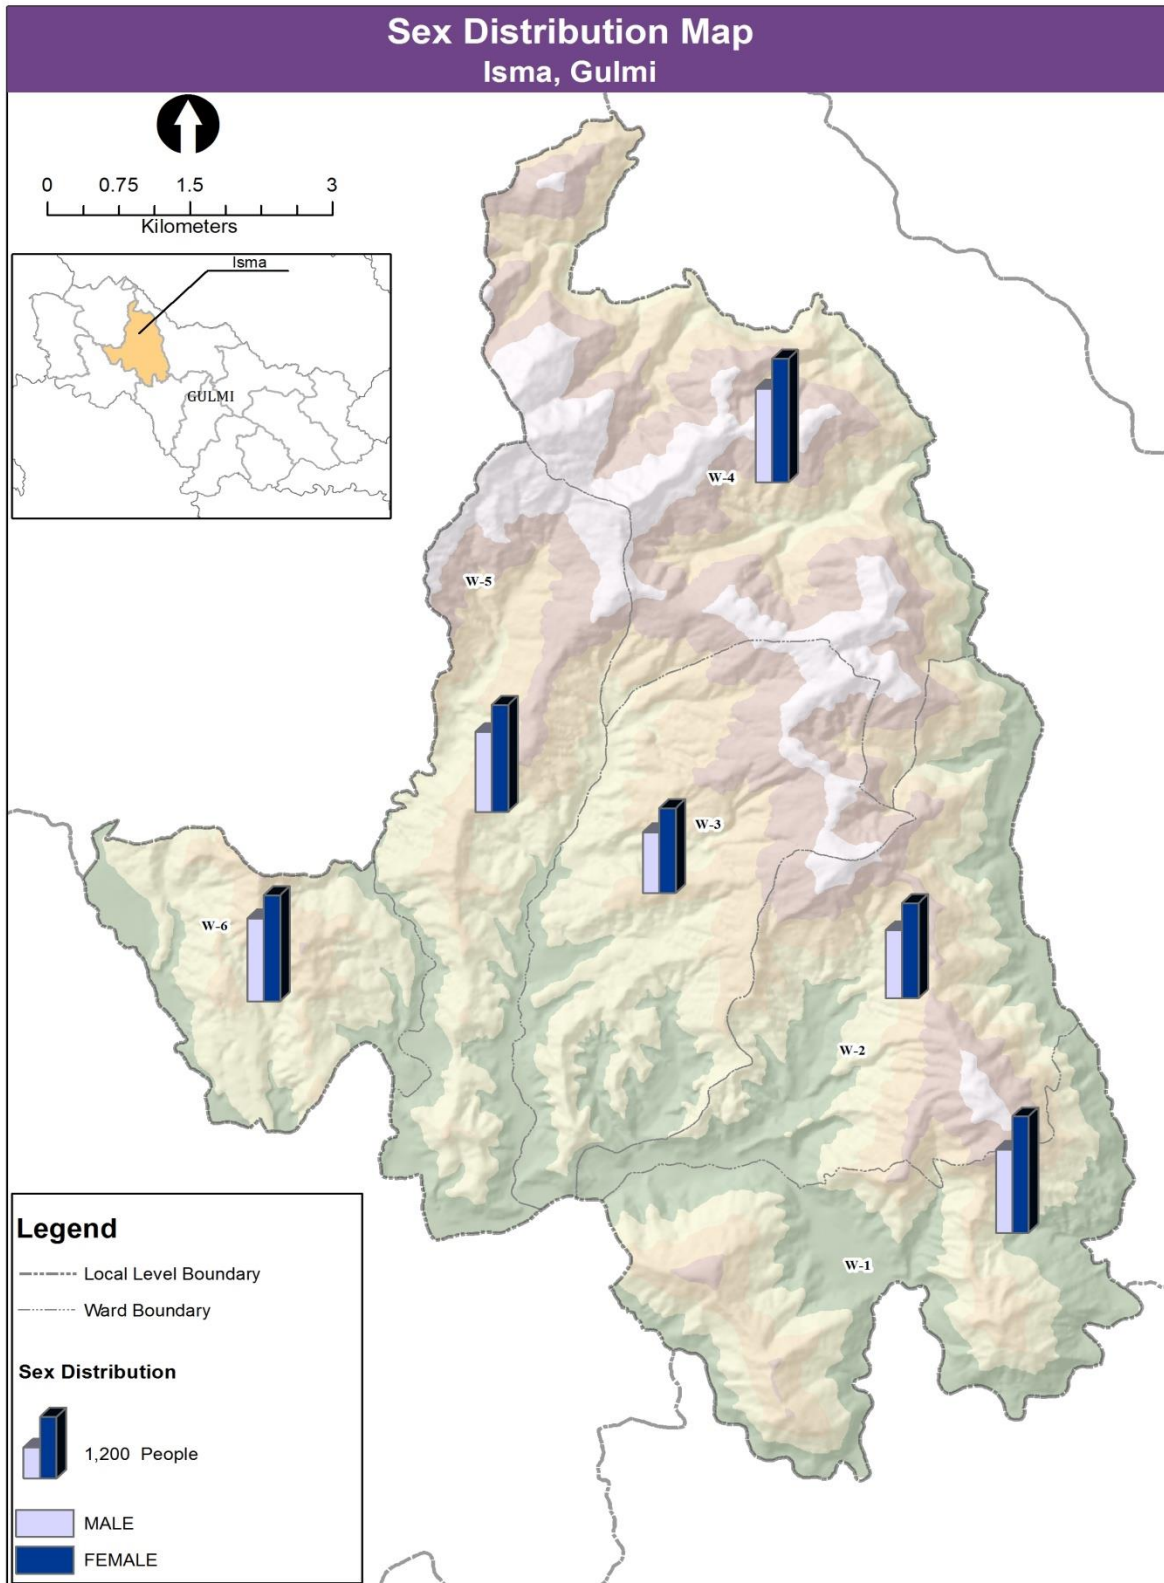 Sex Distribution Map
Isma, Gulmi
0 0.75 1.5 3
Kilometers
Isma
GULMI
W-4
W-5
W-3
W-6
W-2
W-1
Legend
Local Level Boundary
Ward Boundary
Sex Distribution
1,200 People
MALE
FEMALE